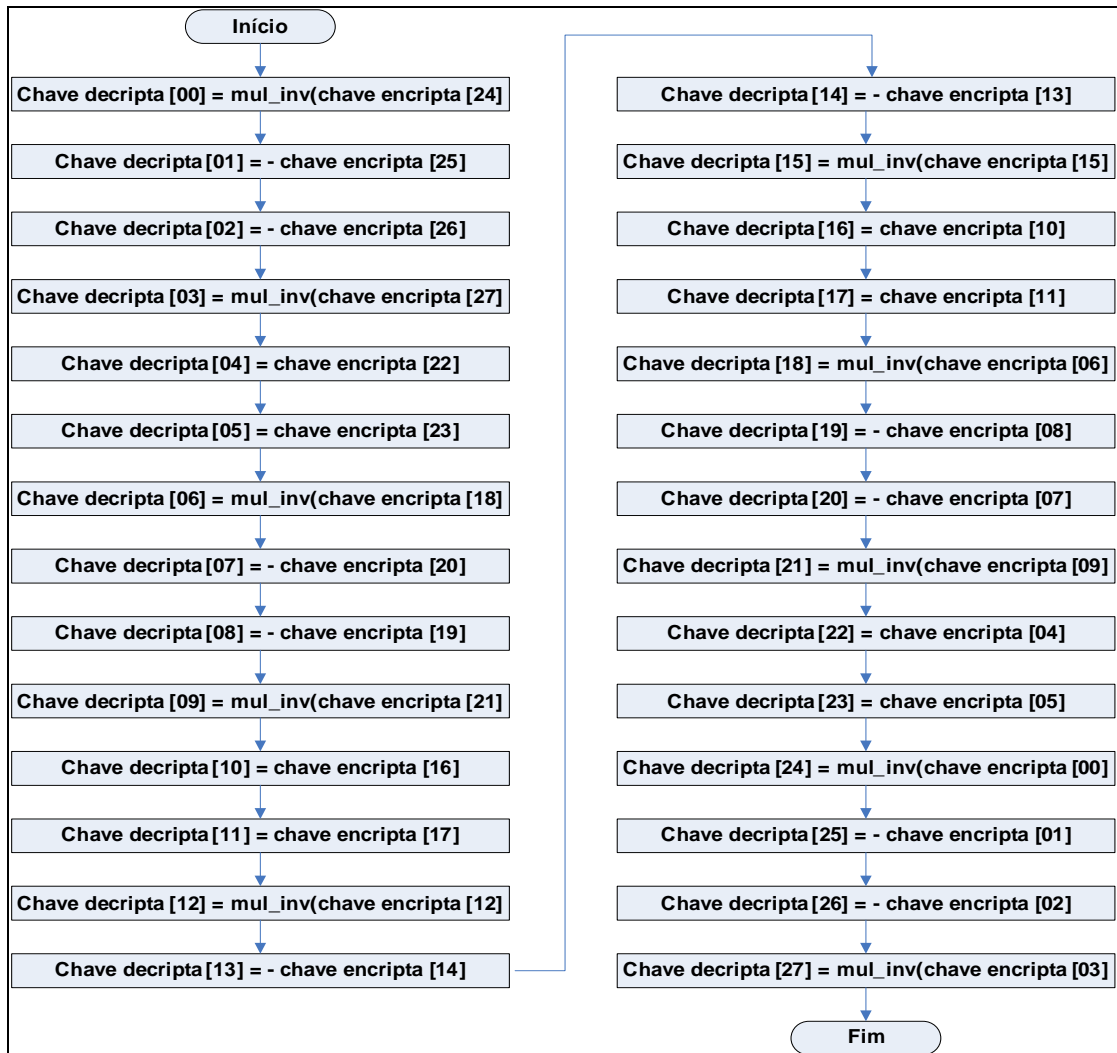 Início
Chave decripta [00] = mul_inv(chave encripta [24]
Chave decripta [01] = - chave encripta [25]
Chave decripta [02] = - chave encripta [26]
Chave decripta [03] = mul_inv(chave encripta [27]
Chave decripta [04] = chave encripta [22]
Chave decripta [05] = chave encripta [23]
Chave decripta [06] = mul_inv(chave encripta [18]
Chave decripta [07] = - chave encripta [20]
Chave decripta [08] = - chave encripta [19]
Chave decripta [09] = mul_inv(chave encripta [21]
Chave decripta [10] = chave encripta [16]
Chave decripta [11] = chave encripta [17]
Chave decripta [12] = mul_inv(chave encripta [12]
Chave decripta [13] = - chave encripta [14]
Chave decripta [14] = - chave encripta [13]
Chave decripta [15] = mul_inv(chave encripta [15]
Chave decripta [16] = chave encripta [10]
Chave decripta [17] = chave encripta [11]
Chave decripta [18] = mul_inv(chave encripta [06]
Chave decripta [19] = - chave encripta [08]
Chave decripta [20] = - chave encripta [07]
Chave decripta [21] = mul_inv(chave encripta [09]
Chave decripta [22] = chave encripta [04]
Chave decripta [23] = chave encripta [05]
Chave decripta [24] = mul_inv(chave encripta [00]
Chave decripta [25] = - chave encripta [01]
Chave decripta [26] = - chave encripta [02]
Chave decripta [27] = mul_inv(chave encripta [03]
Fim